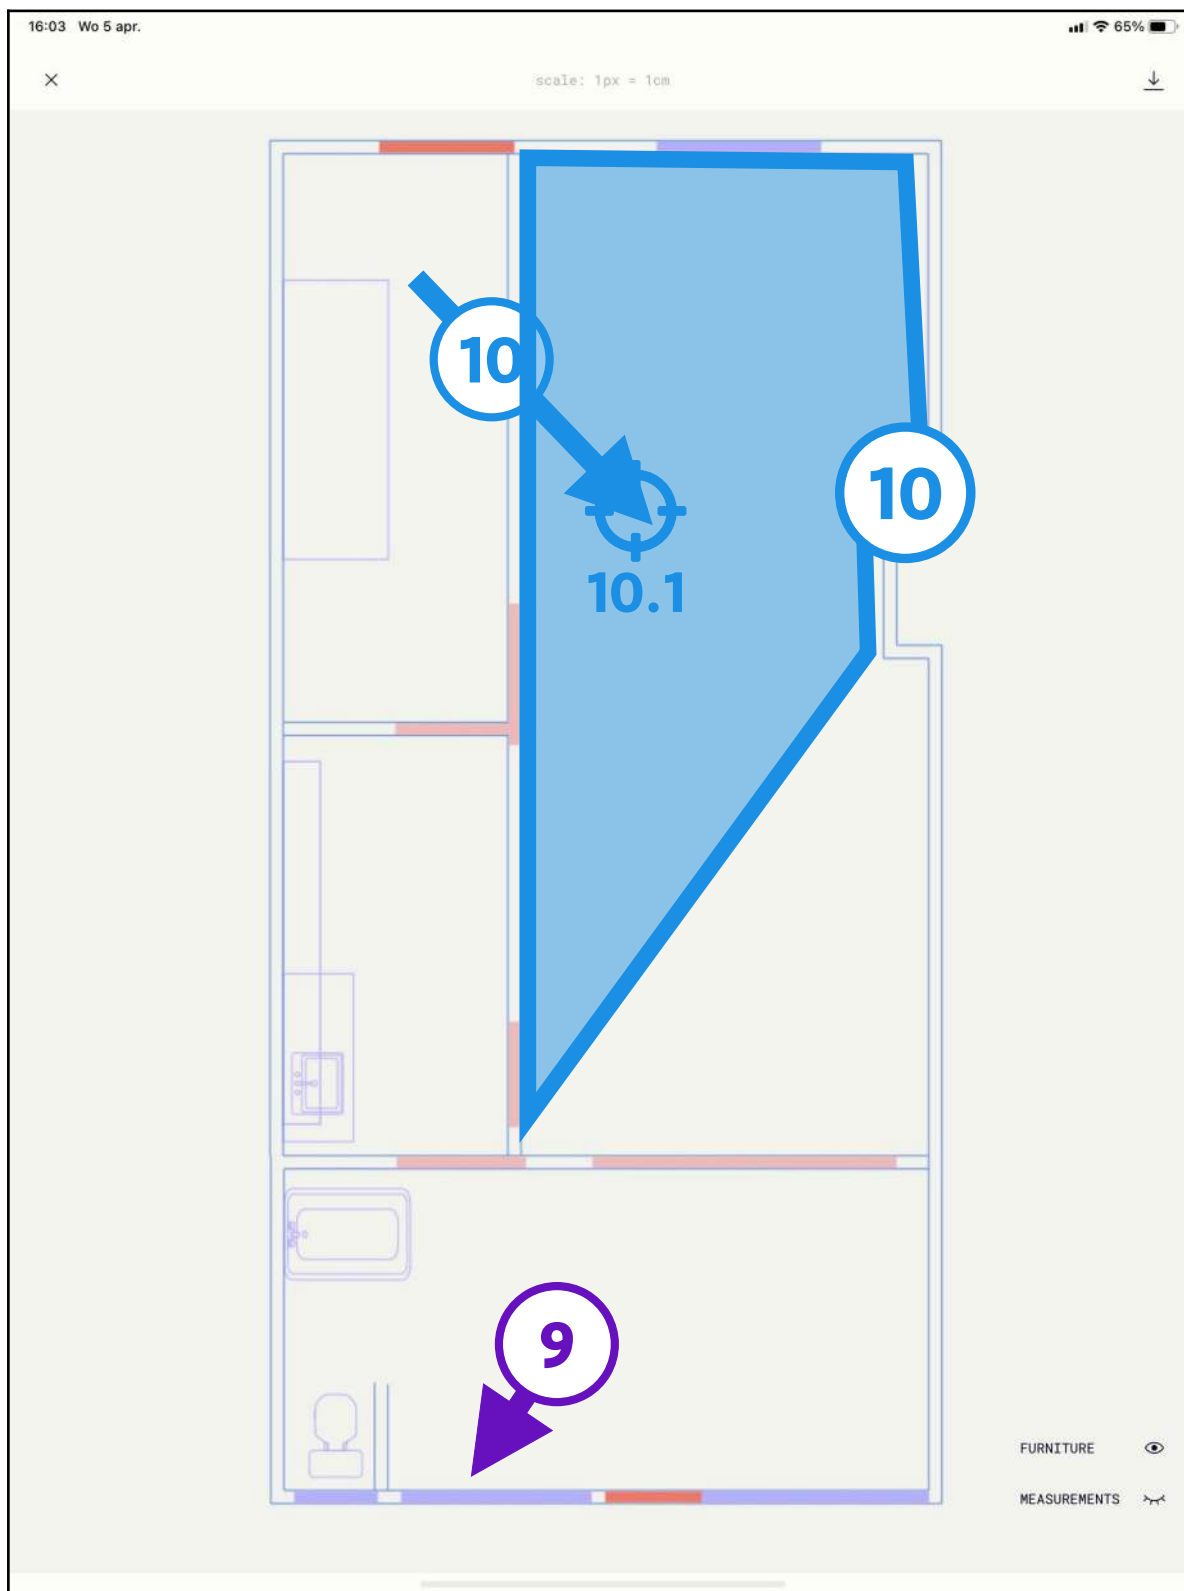 16:03 Wo 5 apr.
65%
scale: 1px = 1cm
10
10
10.1
9
FURNITURE
MEASUREMENTS